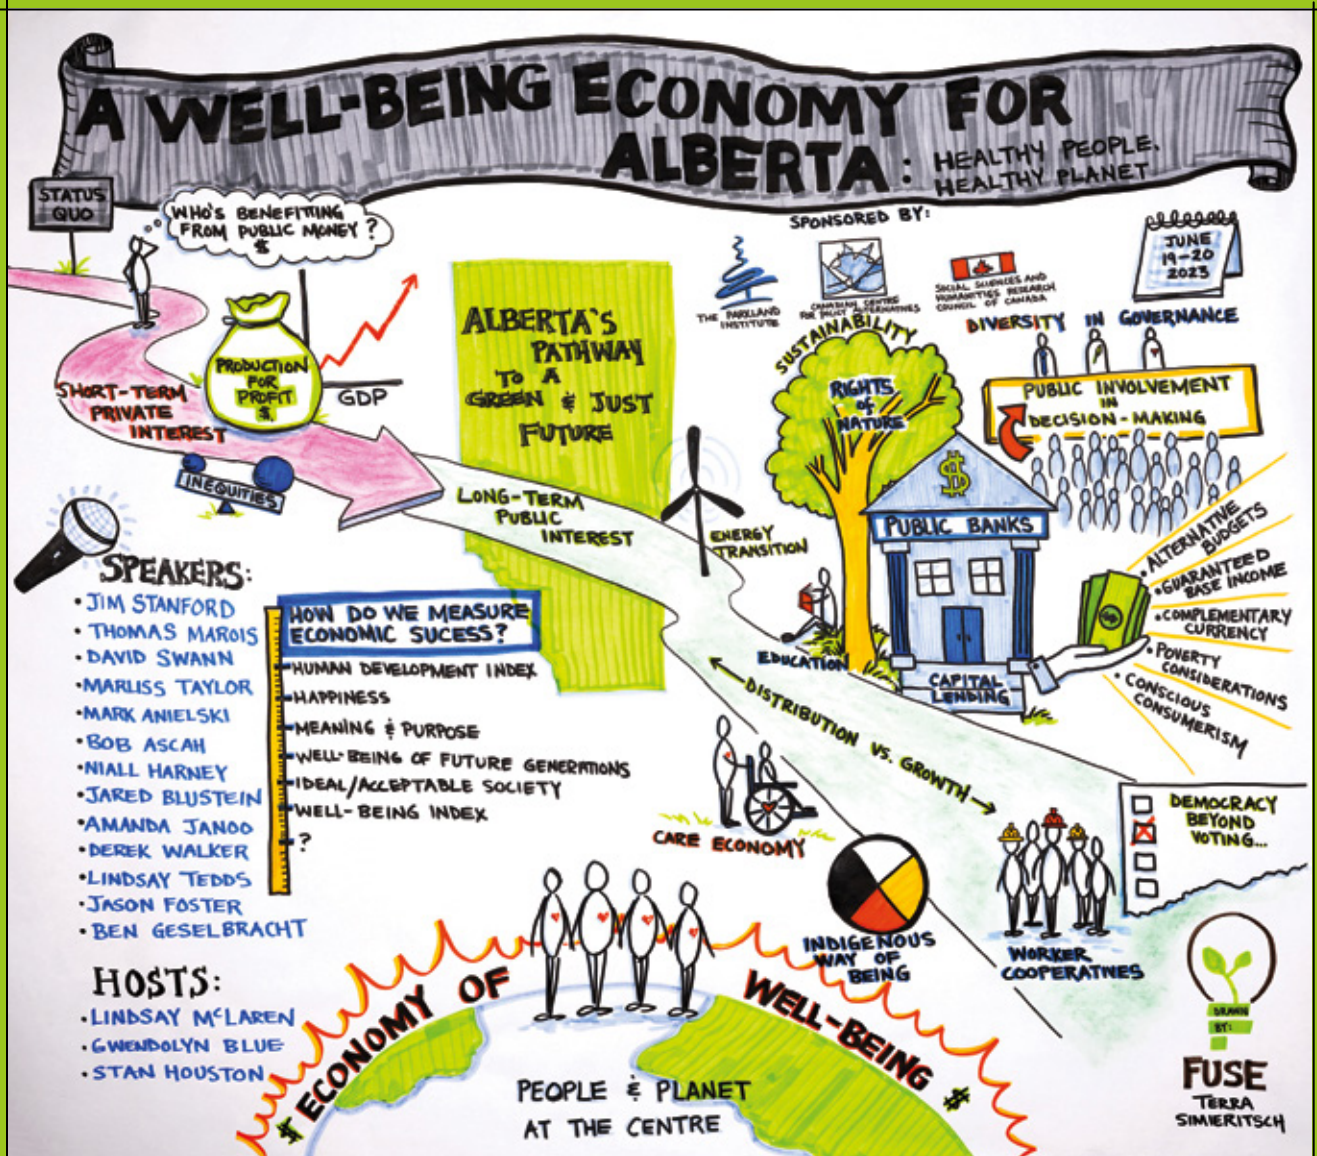 A WELL-BEING ECONOMY FOR
ALBERTA: HEALTHY PEOPLE,
HEALTHY PLANET
STATUS
QUO
WHO'S BENEFITTING
FROM PUBLIC MONEY?
$
SPONSORED BY:
THE PARKLAND
INSTITUTE
CANADIAN CENTRE
FOR POLICY ALTERNATIVES
SOCIAL SCIENCES AND
HUMANITIES RESEARCH
COUNCIL OF CANADA
JUNE
19-20
2023
PRODUCTION
FOR
PROFIT
$
GDP
SHORT-TERM
PRIVATE
INTEREST
INEQUITIES
ALBERTA'S
PATHWAY
TO A
GREEN & JUST
FUTURE
LONG-TERM
PUBLIC
INTEREST
ENERGY
TRANSITION
SUSTAINABILITY
RIGHTS
of
NATURE
DIVERSITY IN GOVERNANCE
PUBLIC INVOLVEMENT
IN
DECISION-MAKING
$
PUBLIC BANKS
CAPITAL
LENDING
EDUCATION
$
• ALTERNATIVE
BUDGETS
• GUARANTEED
BASE INCOME
• COMPLEMENTARY
CURRENCY
• POVERTY
CONSIDERATIONS
• CONSCIOUS
CONSUMERISM
SPEAKERS:
• JIM STANFORD
• THOMAS MAROIS
• DAVID SWANN
• MARLISS TAYLOR
• MARK ANIELSKI
• BOB ASCAH
• NIALL HARNEY
• JARED BLUSTEIN
• AMANDA JANOO
• DEREK WALKER
• LINDSAY TEDDS
• JASON FOSTER
• BEN GESELBRACHT
HOSTS:
• LINDSAY McLAREN
• GWENDOLYN BLUE
• STAN HOUSTON
HOW DO WE MEASURE
ECONOMIC SUCESS?
HUMAN DEVELOPMENT INDEX
HAPPINESS
MEANING & PURPOSE
WELL-BEING OF FUTURE GENERATIONS
IDEAL/ACCEPTABLE SOCIETY
WELL-BEING INDEX
?
DISTRIBUTION VS. GROWTH
CARE ECONOMY
INDIGENOUS
WAY OF
BEING
WORKER
COOPERATIVES
DEMOCRACY
BEYOND
VOTING...
$ ECONOMY OF WELL-BEING $
PEOPLE & PLANET
AT THE CENTRE
DRAWN
BY:
FUSE
TERRA
SIMIERITSCH